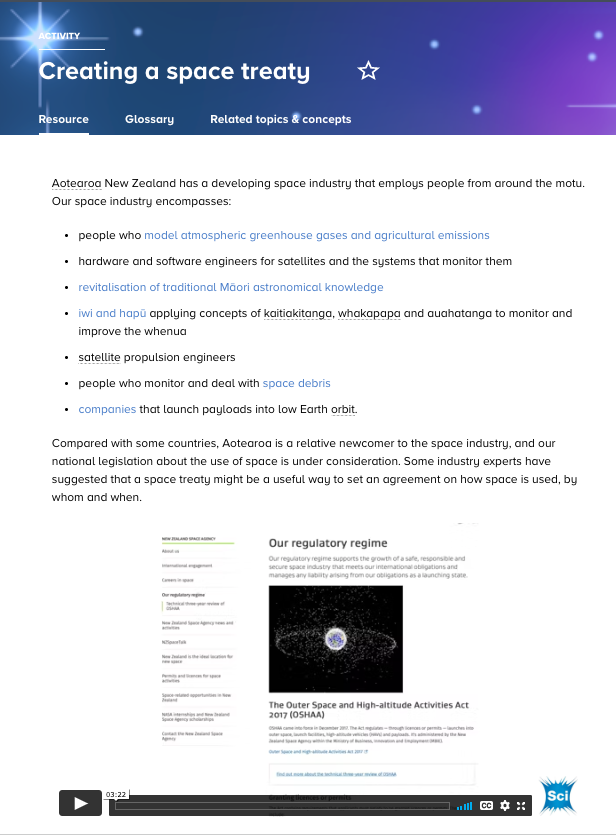 ACTIVITY
Creating a space treaty
Resource
Glossary
Related topics & concepts
Aotearoa New Zealand has a developing space industry that employs people from around the motu.
Our space industry encompasses:
• people who model atmospheric greenhouse gases and agricultural emissions
• hardware and software engineers for satellites and the systems that monitor them
• revitalisation of traditional Māori astronomical knowledge
• iwi and hapū applying concepts of kaitiakitanga, whakapapa and auahatanga to monitor and
improve the whenua
• satellite propulsion engineers
• people who monitor and deal with space debris
• companies that launch payloads into low Earth orbit.
Compared with some countries, Aotearoa is a relative newcomer to the space industry, and our
national legislation about the use of space is under consideration. Some industry experts have
suggested that a space treaty might be a useful way to set an agreement on how space is used, by
whom and when.
NEW ZEALAND SPACE AGENCY
About us
International engagement
Careers in space
Our regulatory regime
Technical three-year review of
OSHAA
New Zealand Space Agency news and
activities
NZSpaceTalk
New Zealand is the ideal location for
new space
Permits and licences for space
activities
Space related opportunities in New
Zealand
NASA internships and New Zealand
Space Agency scholarships
Contact the New Zealand Space
Agency
Our regulatory regime
Our regulatory regime supports the growth of a safe, responsible and
secure space industry that meets our international obligations and
manages any liability arising from our obligations as a launching state.
The Outer Space and High-altitude Activities Act
2017 (OSHAA)
OSHAA came into force in December 2017. The Act regulates – through licences or permits – launches into
outer space, launch facilities, high-altitude vehicles (HAVs) and payloads. It's administered by the New
Zealand Space Agency within the Ministry of Business, Innovation and Employment (MBIE).
Outer Space and High-altitude Activities Act 2017
Find out more about the technical three-year review of the OSHAA
Granting licences or permits
03:22
CC
Sci